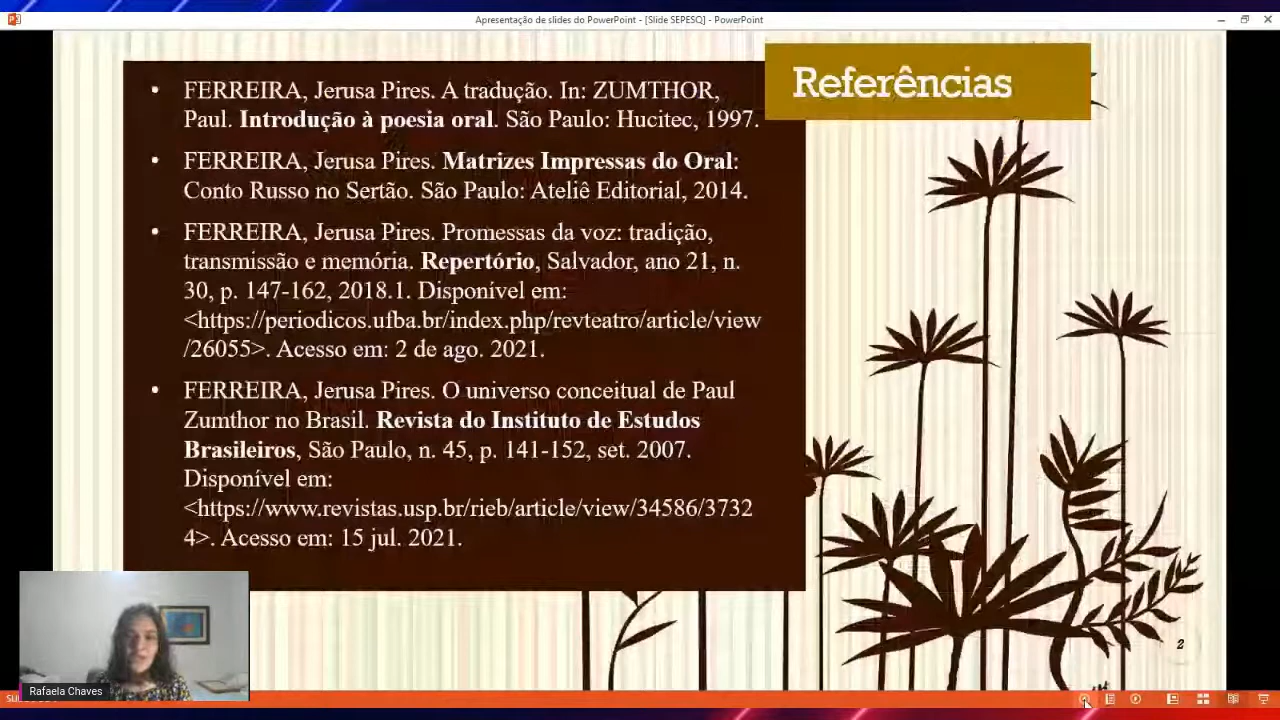 Apresentação de slides do PowerPoint - [Slide SEPESQ] - PowerPoint
Referências
• FERREIRA, Jerusa Pires. A tradução. In: ZUMTHOR,
Paul. Introdução à poesia oral. São Paulo: Hucitec, 1997.
• FERREIRA, Jerusa Pires. Matrizes Impressas do Oral:
Conto Russo no Sertão. São Paulo: Ateliê Editorial, 2014.
• FERREIRA, Jerusa Pires. Promessas da voz: tradição,
transmissão e memória. Repertório, Salvador, ano 21, n.
30, p. 147-162, 2018.1. Disponível em:
<https://periodicos.ufba.br/index.php/revteatro/article/view
/26055>. Acesso em: 2 de ago. 2021.
• FERREIRA, Jerusa Pires. O universo conceitual de Paul
Zumthor no Brasil. Revista do Instituto de Estudos
Brasileiros, São Paulo, n. 45, p. 141-152, set. 2007.
Disponível em:
<https://www.revistas.usp.br/rieb/article/view/34586/3732
4>. Acesso em: 15 jul. 2021.
2
Rafaela Chaves